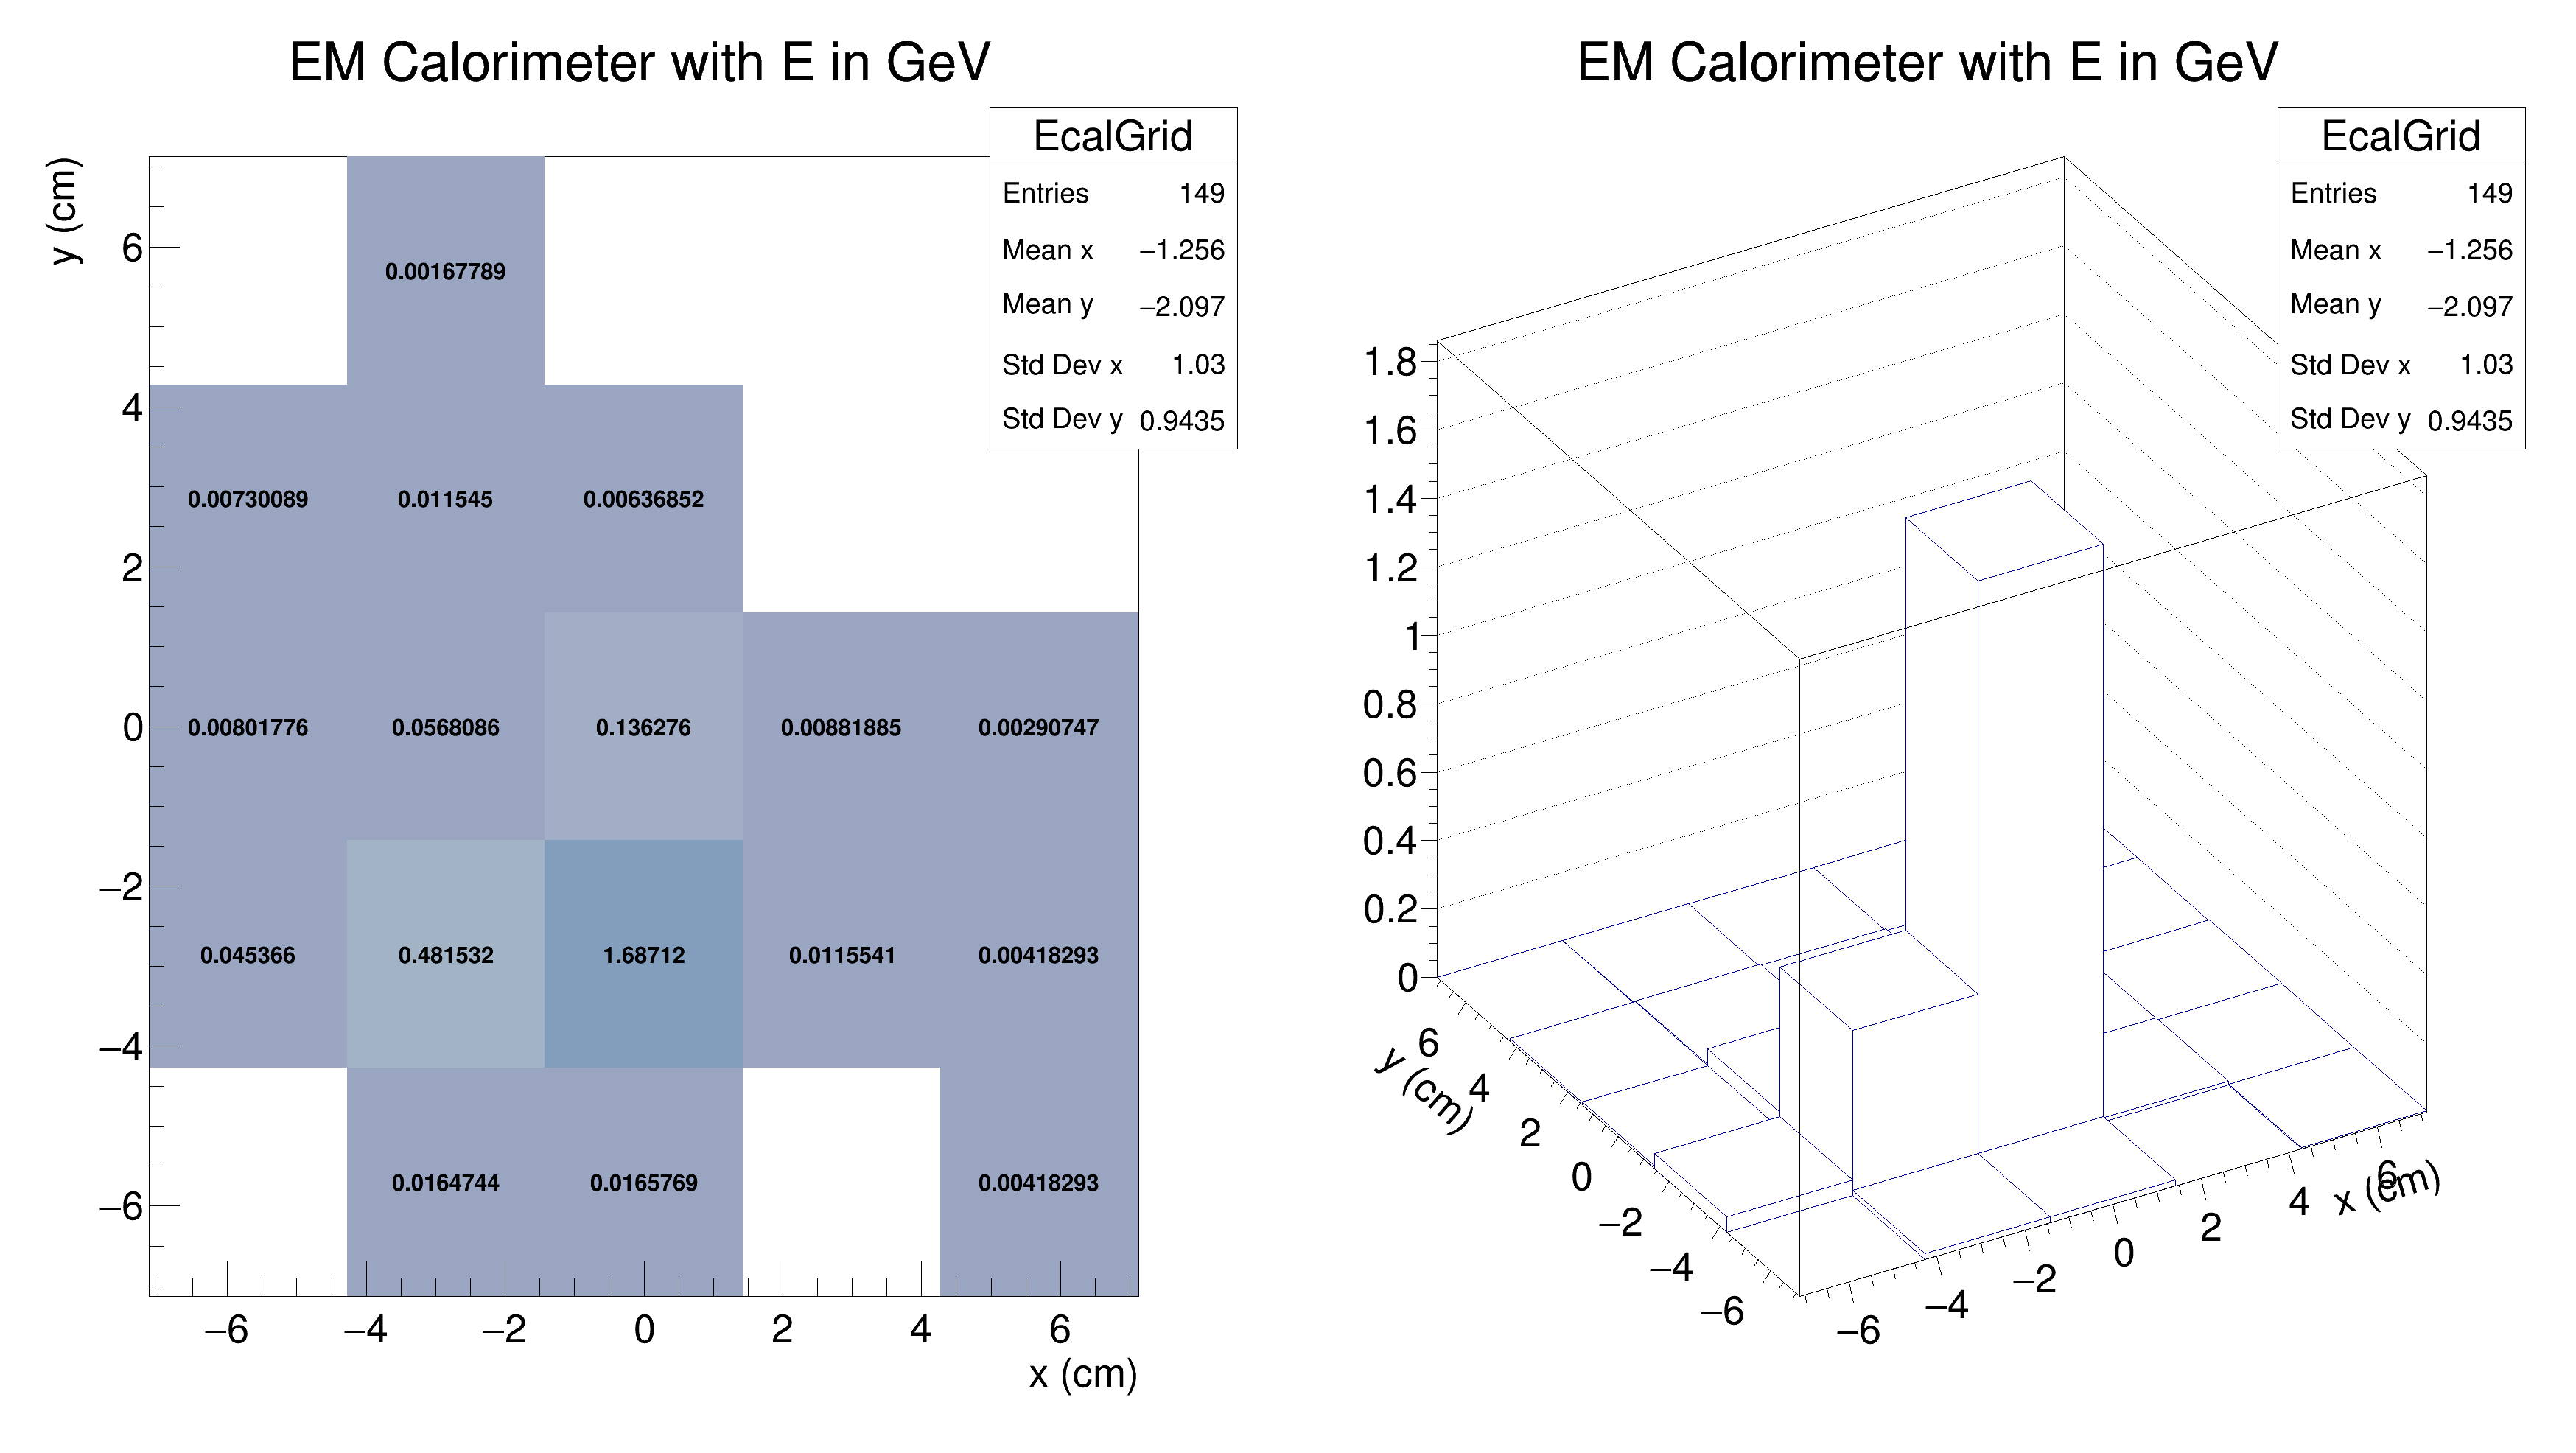 EM Calorimeter with E in GeV
EcalGrid
Entries 149
Mean x −1.256
Mean y −2.097
Std Dev x 1.03
Std Dev y 0.9435
y (cm)
6
4
2
0
−2
−4
−6
0.00167789
0.00730089 0.011545 0.00636852
0.00801776 0.0568086 0.136276 0.00881885 0.00290747
0.045366 0.481532 1.68712 0.0115541 0.00418293
0.0164744 0.0165769 0.00418293
−6 −4 −2 0 2 4 6
x (cm)
EM Calorimeter with E in GeV
EcalGrid
Entries 149
Mean x −1.256
Mean y −2.097
Std Dev x 1.03
Std Dev y 0.9435
1.8
1.6
1.4
1.2
1
0.8
0.6
0.4
0.2
0
y (cm)
6
4
2
0
−2
−4
−6
−6 −4 −2 0 2 4 6
x (cm)